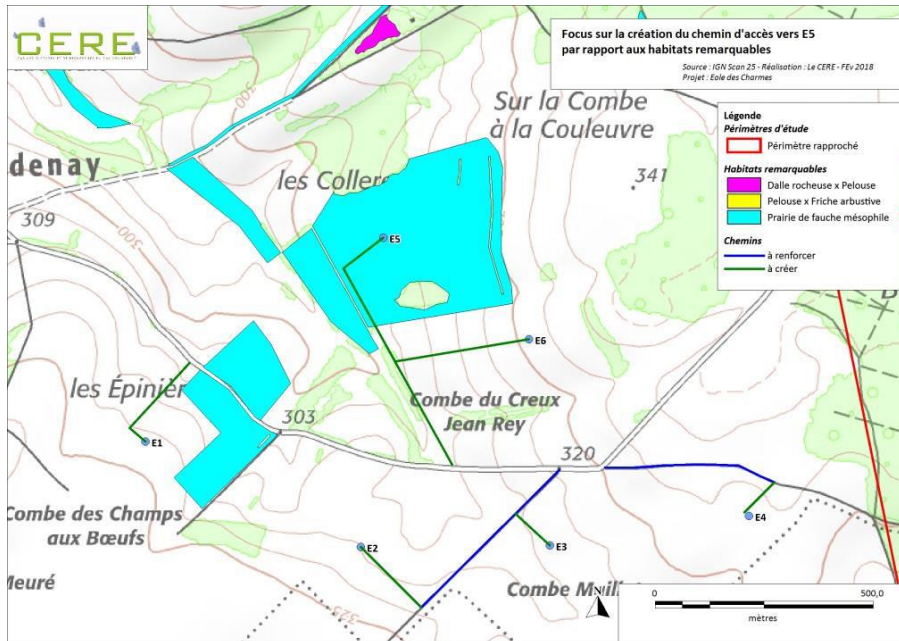 CERE
Focus sur la création du chemin d'accès vers E5
par rapport aux habitats remarquables
Source : IGN Scan 25 - Réalisation : Le CERE - FEv 2018
Projet : Eole des Charmes
Légende
Périmètres d'étude
Périmètre rapproché
Habitats remarquables
Dalle rocheuse x Pelouse
Pelouse x Friche arbustive
Prairie de fauche mésophile
Chemins
à renforcer
à créer
300
Sur la Combe
à la Couleuvre
denay
les Collere
341
309
300
E5
E6
les Épinièr
Combe du Creux
Jean Rey
303
E1
320
Combe des Champs
aux Bœufs
E2
E3
E4
Meuré
325
0
500,0
mètres